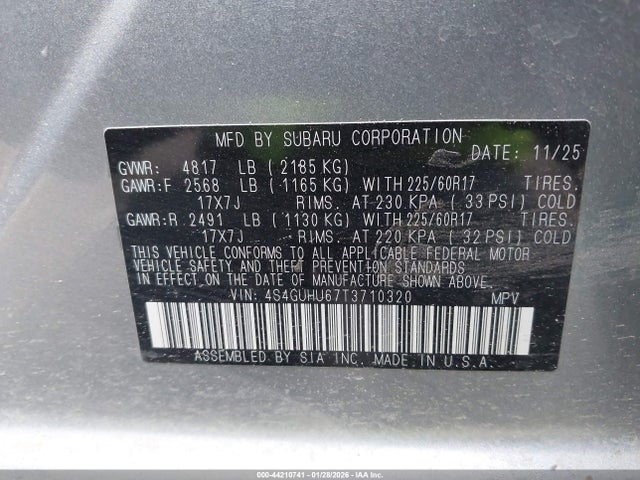 MFD BY SUBARU CORPORATION
DATE: 11/25
GVWR: 4817 LB ( 2185 KG)
GAWR:F 2568 LB ( 1165 KG) WITH 225/60R17 TIRES.
17X7J RIMS. AT 230 KPA ( 33 PSI) COLD
GAWR:R 2491 LB ( 1130 KG) WITH 225/60R17 TIRES.
17X7J RIMS. AT 220 KPA ( 32 PSI) COLD
THIS VEHICLE CONFORMS TO ALL APPLICABLE FEDERAL MOTOR
VEHICLE SAFETY AND THEFT PREVENTION STANDARDS
IN EFFECT ON THE DATE OF MANUFACTURE SHOWN ABOVE.
VIN: 4S4GUHU67T3710320 MPV
ASSEMBLED BY SIA INC. MADE IN U.S.A.
000-44210741 - 01/28/2026 - IAA Inc.